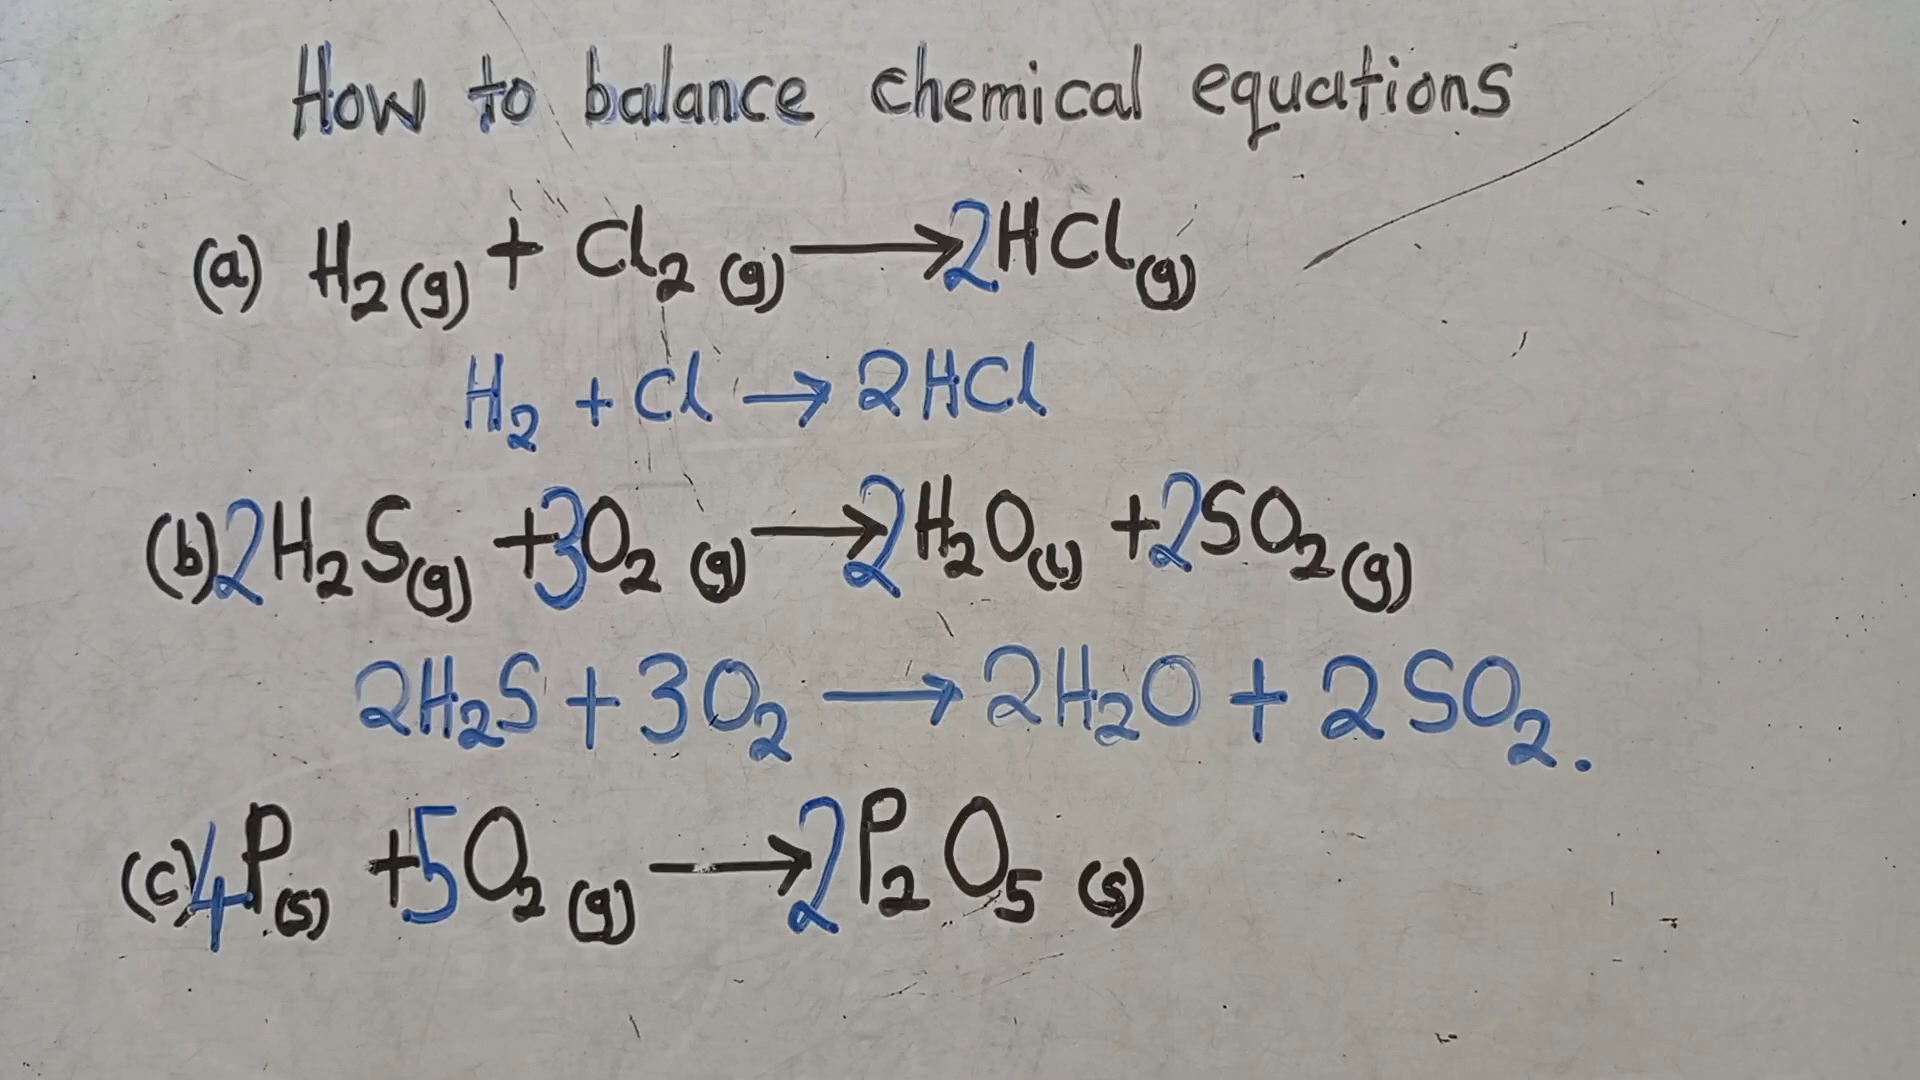 How to balance chemical equations
(a) H₂(g) + Cl₂(g) → 2HCl(g)
H₂ + Cl → 2HCl
(b) 2H₂S(g) + 3O₂(g) → 2H₂O(l) + 2SO₂(g)
2H₂S + 3O₂ → 2H₂O + 2SO₂.
(c) 4P(s) + 5O₂(g) → 2P₂O₅(s)